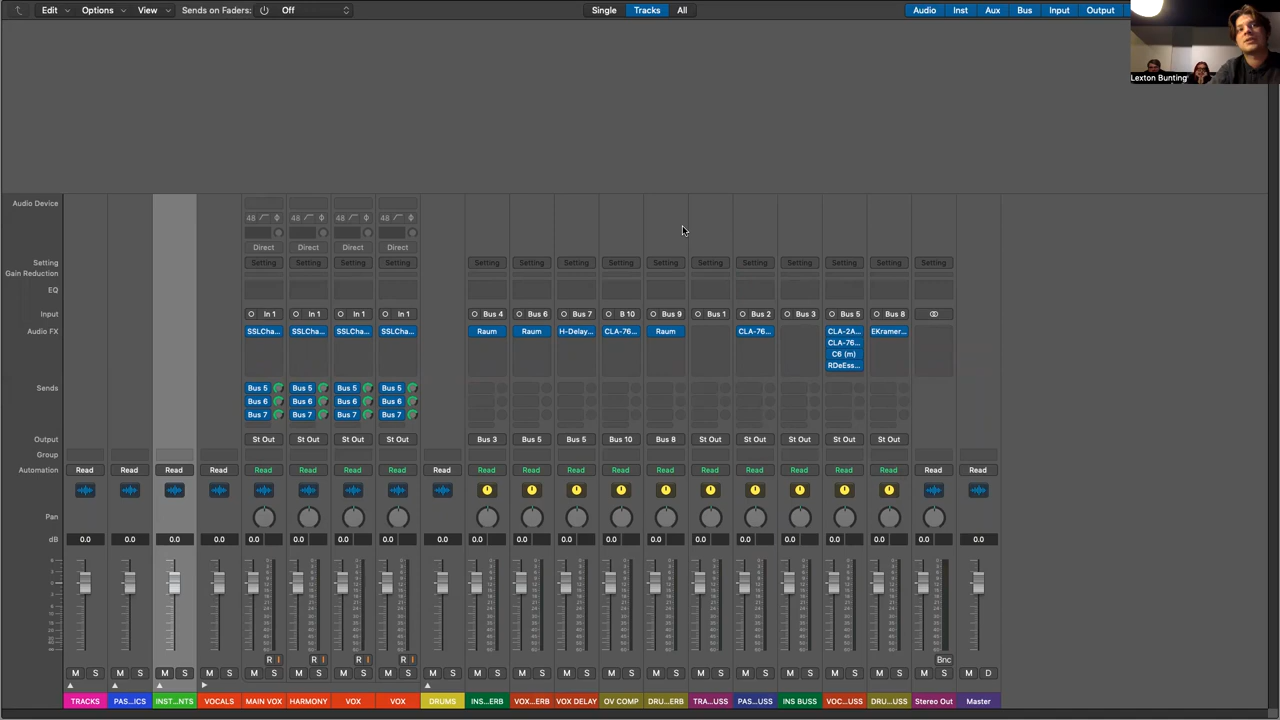 Edit Options View Sends on Faders: Off Single Tracks All Audio Inst Aux Bus Input Output
Lexton Bunting
Audio Device
48 48 48 48
Direct Direct Direct Direct
Setting Setting Setting Setting Setting Setting Setting Setting Setting Setting Setting Setting Setting Setting Setting Setting
Gain Reduction
EQ
Input In 1 In 1 In 1 In 1 Bus 4 Bus 6 Bus 7 B 10 Bus 9 Bus 1 Bus 2 Bus 3 Bus 5 Bus 8
Audio FX SSLCha... SSLCha... SSLCha... SSLCha... Raum Raum H-Delay... CLA-76... Raum CLA-76... CLA-2A... EKramer...
CLA-76...
C6 (m)
RDeEss...
Sends Bus 5 Bus 5 Bus 5 Bus 5
Bus 6 Bus 6 Bus 6 Bus 6
Bus 7 Bus 7 Bus 7 Bus 7
Output St Out St Out St Out St Out Bus 3 Bus 5 Bus 5 Bus 10 Bus 8 St Out St Out St Out St Out St Out
Group
Automation Read Read Read Read Read Read Read Read Read Read Read Read Read Read Read Read Read Read Read Read Read
Pan
dB 0.0 0.0 0.0 0.0 0.0 0.0 0.0 0.0 0.0 0.0 0.0 0.0 0.0 0.0 0.0 0.0 0.0 0.0 0.0 0.0 0.0
R I R I R I R I Bnc
M S M S M S M S M S M S M S M S M S M S M S M S M S M S M S M S M S M S M S M S M D
TRACKS PAS...ICS INST...NTS VOCALS MAIN VOX HARMONY VOX VOX DRUMS INS...ERB VOX...ERB VOX DELAY OV COMP DRU...ERB TRA...USS PAS...USS INS BUSS VOC...USS DRU...USS Stereo Out Master